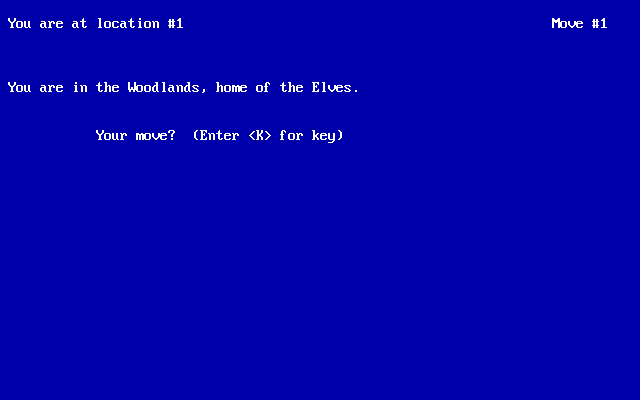 You are at location #1 Move #1
You are in the Woodlands, home of the Elves.
Your move? (Enter <K> for key)